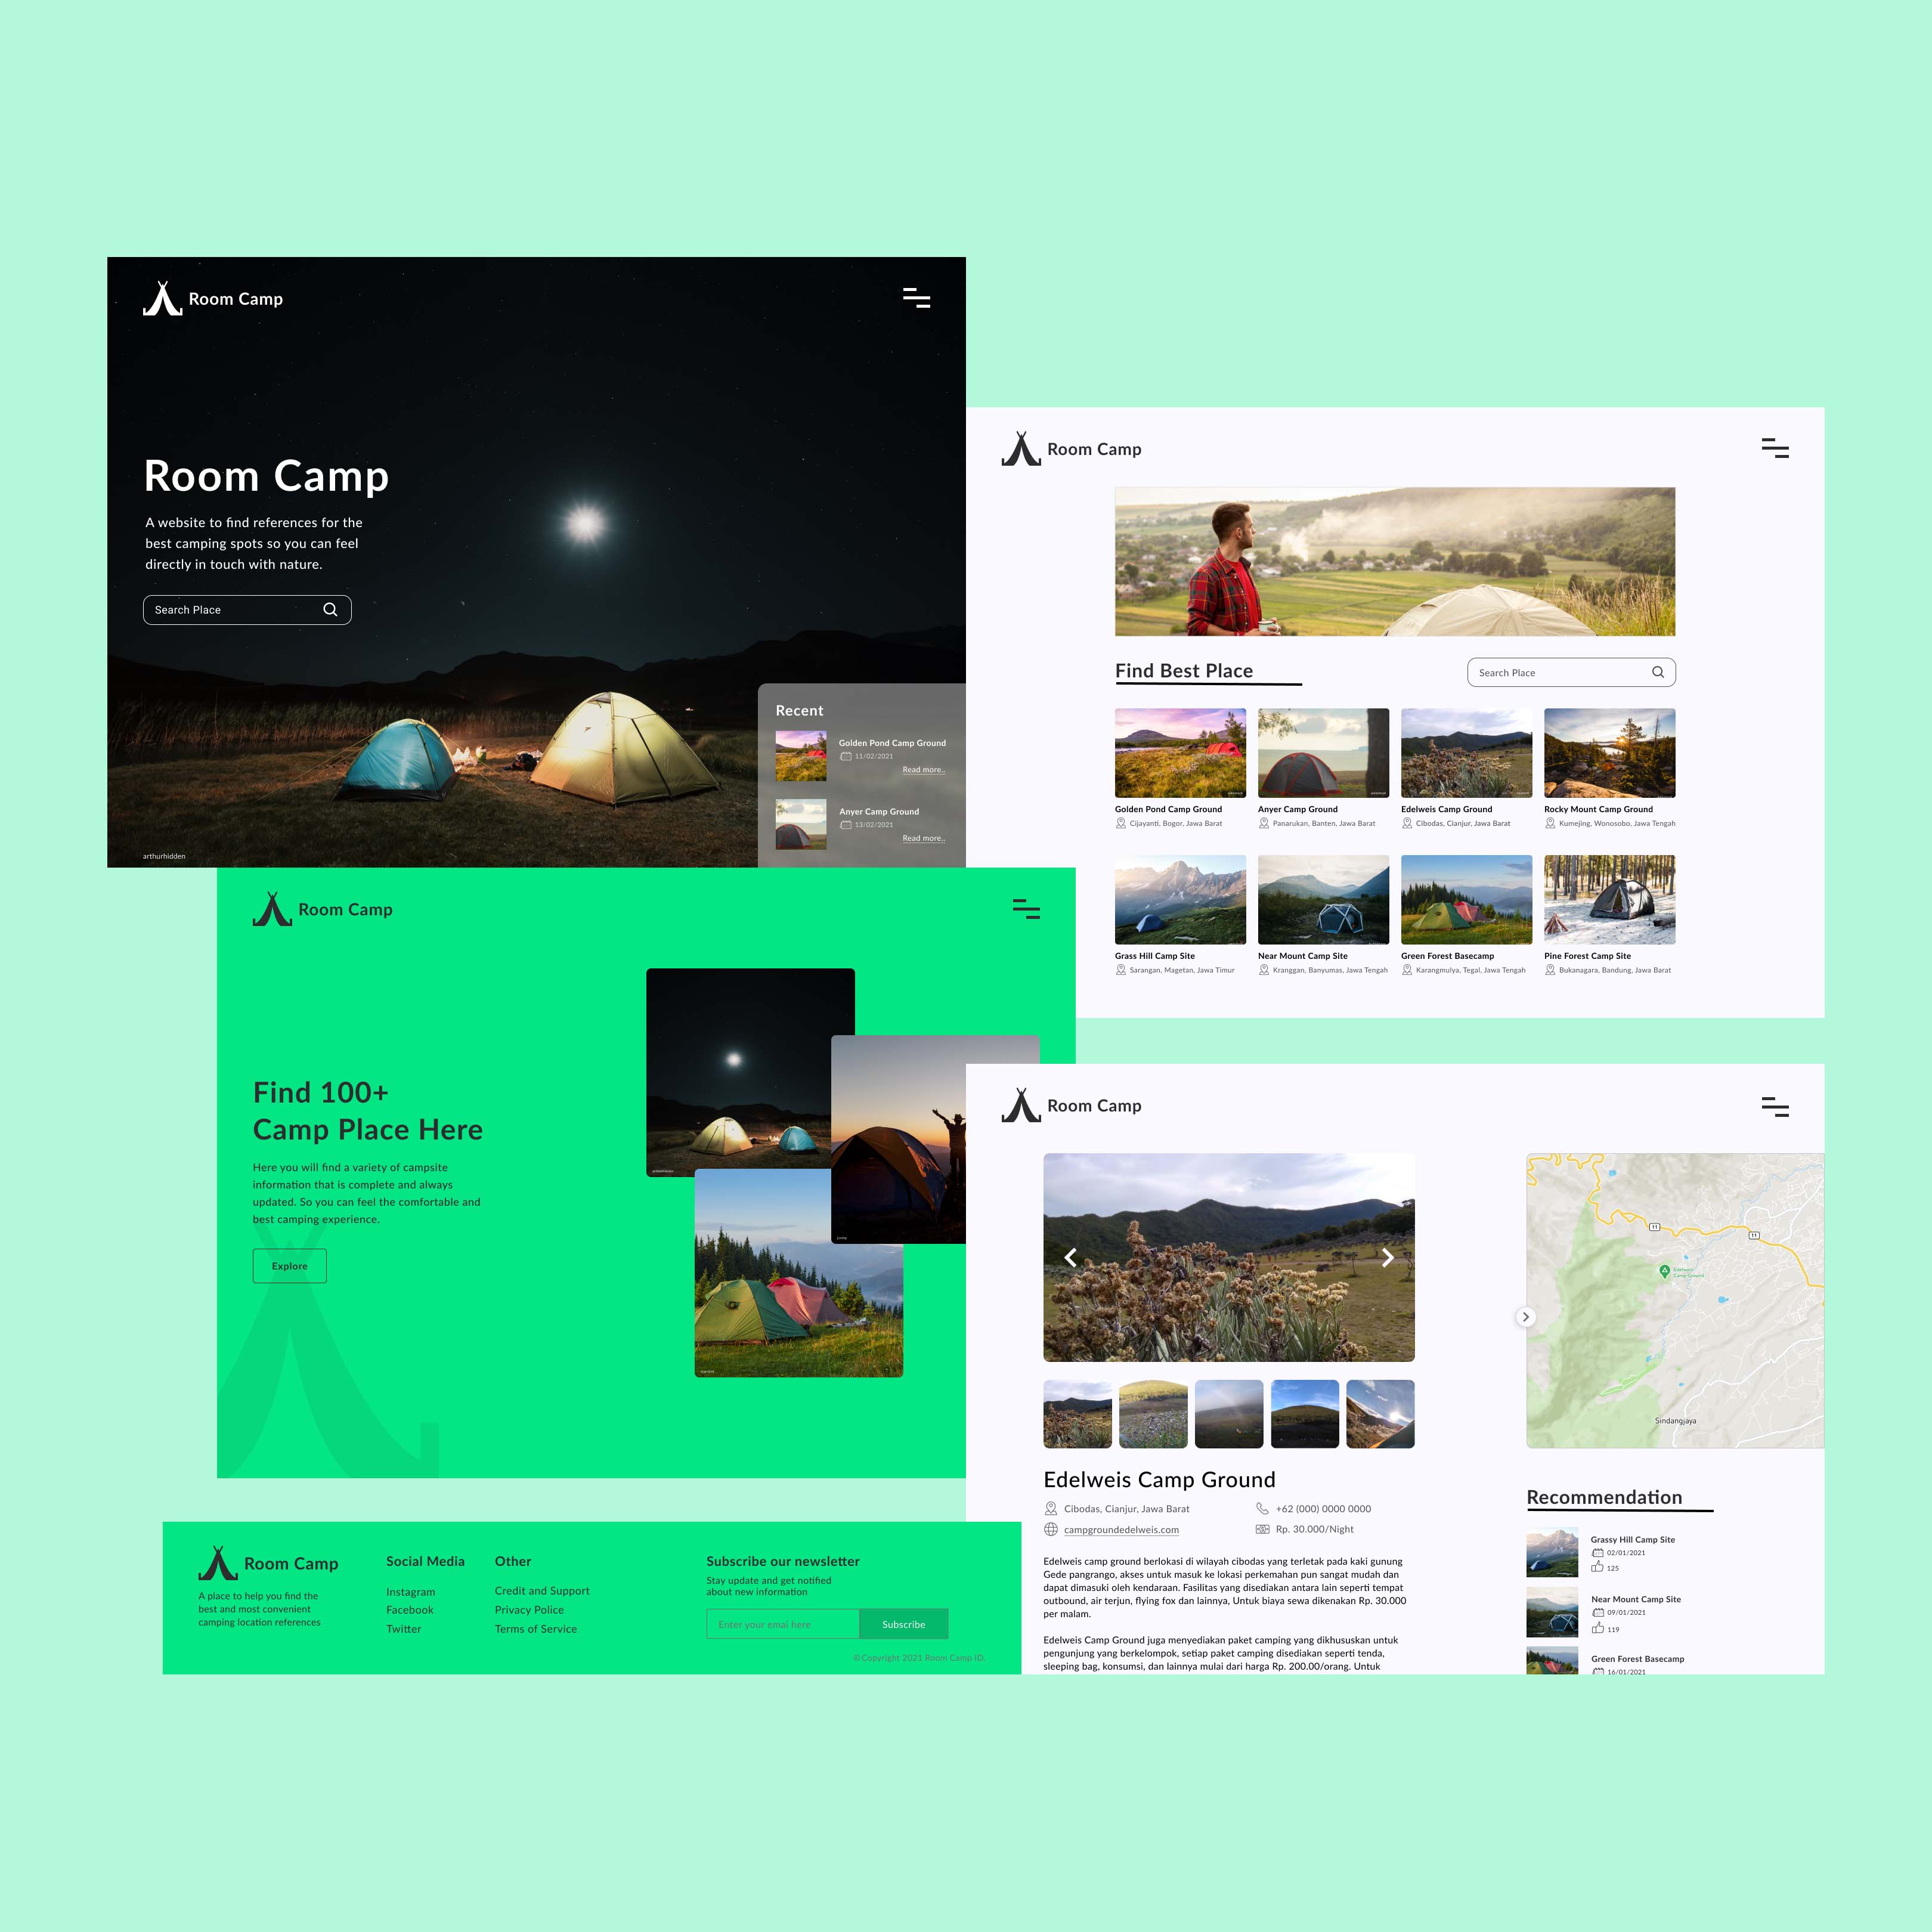 Room Camp
Room Camp
A website to find references for the
best camping spots so you can feel
directly in touch with nature.
Search Place
Recent
Golden Pond Camp Ground
11/02/2021
Read more..
Anyer Camp Ground
13/02/2021
Read more..
arthurhidden
Room Camp
Find Best Place
Search Place
Golden Pond Camp Ground
Cijayanti, Bogor, Jawa Barat
Anyer Camp Ground
Panarukan, Banten, Jawa Barat
Edelweis Camp Ground
Cibodas, Cianjur, Jawa Barat
Rocky Mount Camp Ground
Kumejing, Wonosobo, Jawa Tengah
Grass Hill Camp Site
Sarangan, Magetan, Jawa Timur
Near Mount Camp Site
Kranggan, Banyumas, Jawa Tengah
Green Forest Basecamp
Karangmulya, Tegal, Jawa Tengah
Pine Forest Camp Site
Bukanagara, Bandung, Jawa Barat
Room Camp
Find 100+
Camp Place Here
Here you will find a variety of campsite
information that is complete and always
updated. So you can feel the comfortable and
best camping experience.
Explore
Room Camp
11
11
Edelweis
Camp Ground
Sindangjaya
Edelweis Camp Ground
Cibodas, Cianjur, Jawa Barat
+62 (000) 0000 0000
campgroundedelweis.com
Rp. 30.000/Night
Edelweis camp ground berlokasi di wilayah cibodas yang terletak pada kaki gunung
Gede pangrango, akses untuk masuk ke lokasi perkemahan pun sangat mudah dan
dapat dimasuki oleh kendaraan. Fasilitas yang disediakan antara lain seperti tempat
outbound, air terjun, flying fox dan lainnya, Untuk biaya sewa dikenakan Rp. 30.000
per malam.
Edelweis Camp Ground juga menyediakan paket camping yang dikhususkan untuk
pengunjung yang berkelompok, setiap paket camping disediakan seperti tenda,
sleeping bag, konsumsi, dan lainnya mulai dari harga Rp. 200.00/orang. Untuk
Recommendation
Grassy Hill Camp Site
02/01/2021
125
Near Mount Camp Site
09/01/2021
119
Green Forest Basecamp
16/01/2021
Room Camp
A place to help you find the
best and most convenient
camping location references
Social Media
Instagram
Facebook
Twitter
Other
Credit and Support
Privacy Police
Terms of Service
Subscribe our newsletter
Stay update and get notified
about new information
Enter your emai here
Subscribe
©Copyright 2021 Room Camp ID.